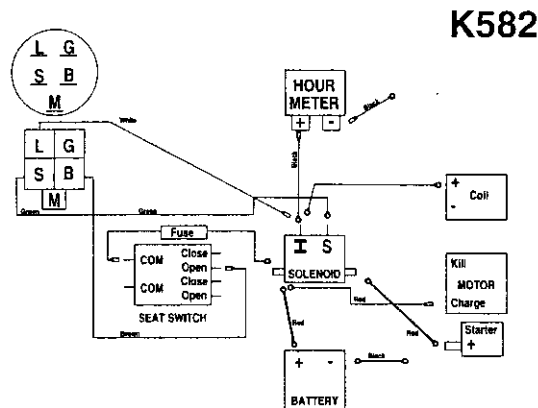 K582
L G
S B
M
HOUR
METER
+ -
Black
White
L G
S B
M
Black
Green Green
+
-
Coil
Fuse
I S
SOLENOID
COM
COM
Close
Open
Close
Open
SEAT SWITCH
Kill
MOTOR
Charge
Red
Red
Red
Starter
+
Green
+ -
Black
BATTERY